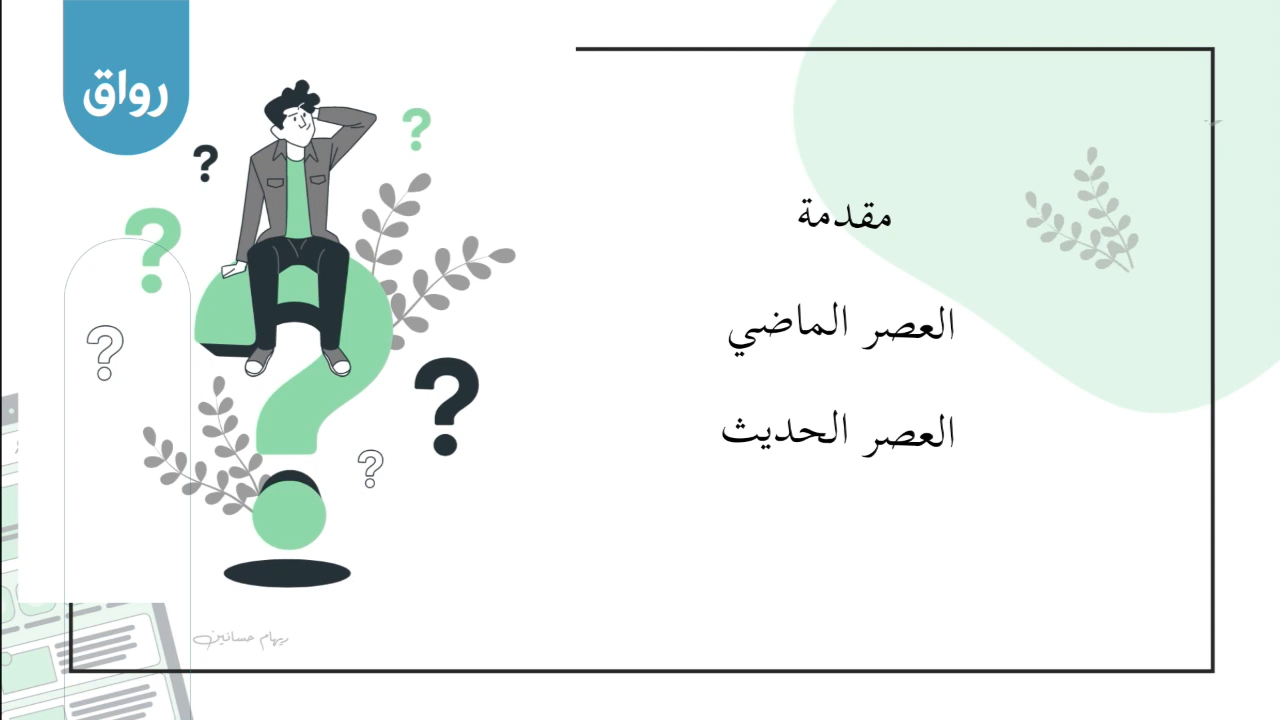 رواق
مقدمة
العصر الماضي
العصر الحديث
ريهام حسانين